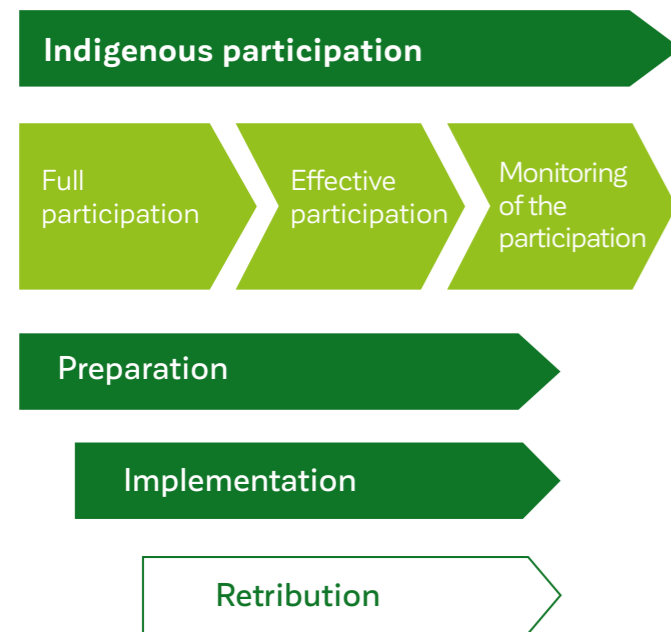 Indigenous participation
Full
participation
Effective
participation
Monitoring
of the
participation
Preparation
Implementation
Retribution